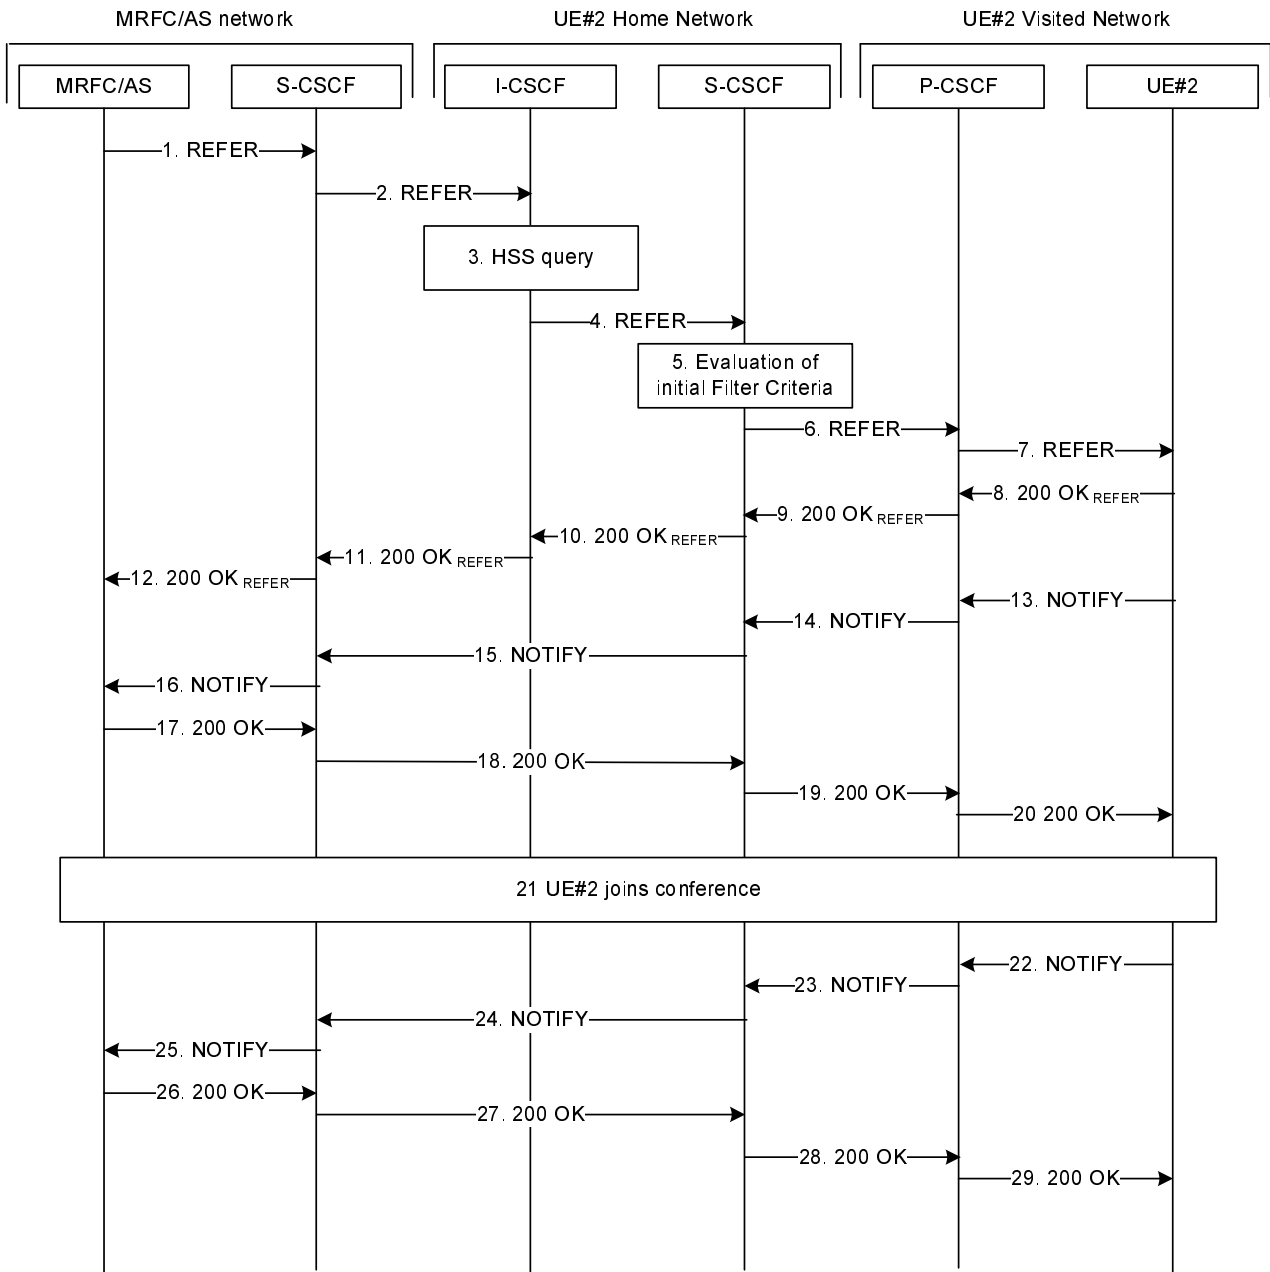 MRFC/AS network
UE#2 Home Network
UE#2 Visited Network
MRFC/AS
S-CSCF
I-CSCF
S-CSCF
P-CSCF
UE#2
1. REFER
2. REFER
3. HSS query
4. REFER
5. Evaluation of
initial Filter Criteria
6. REFER
7. REFER
8. 200 OK REFER
9. 200 OK REFER
10. 200 OK REFER
11. 200 OK REFER
12. 200 OK REFER
13. NOTIFY
14. NOTIFY
15. NOTIFY
16. NOTIFY
17. 200 OK
18. 200 OK
19. 200 OK
20 200 OK
21 UE#2 joins conference
22. NOTIFY
23. NOTIFY
24. NOTIFY
25. NOTIFY
26. 200 OK
27. 200 OK
28. 200 OK
29. 200 OK